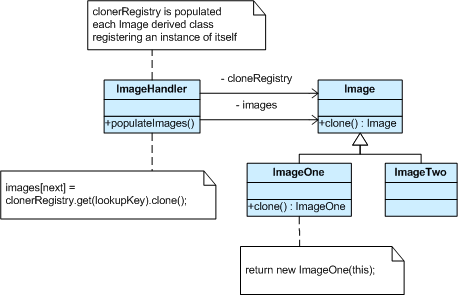 clonerRegistry is populated
each Image derived class
registering an instance of itself
ImageHandler
- cloneRegistry
Image
- images
+populateImages()
+clone() : Image
images[next] =
clonerRegistry.get(lookupKey).clone();
ImageOne
ImageTwo
+clone() : ImageOne
return new ImageOne(this);